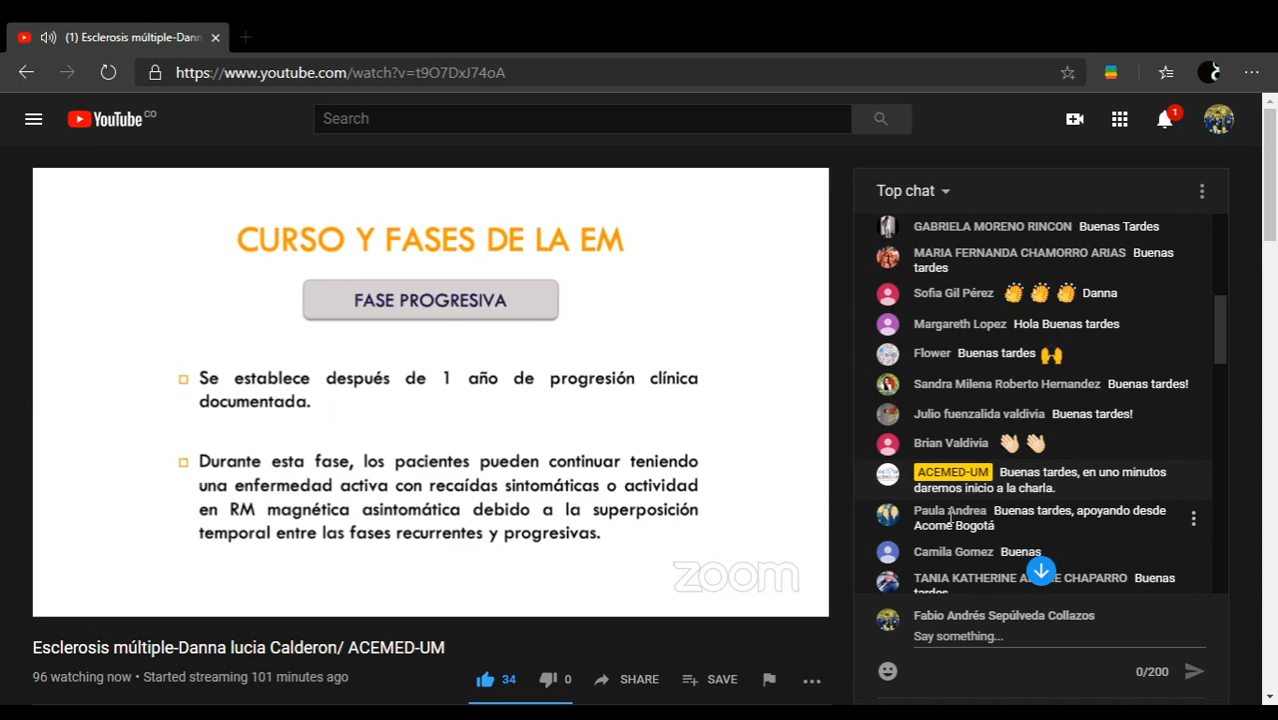 (1) Esclerosis múltiple-Dann
https://www.youtube.com/watch?v=t9O7DxJ74oA
YouTube CO
Search
1
CURSO Y FASES DE LA EM
FASE PROGRESIVA
Se establece después de 1 año de progresión clínica
documentada.
Durante esta fase, los pacientes pueden continuar teniendo
una enfermedad activa con recaídas sintomáticas o actividad
en RM magnética asintomática debido a la superposición
temporal entre las fases recurrentes y progresivas.
zoom
Esclerosis múltiple-Danna lucia Calderon/ ACEMED-UM
96 watching now • Started streaming 101 minutes ago
34
0
SHARE
SAVE
Top chat
GABRIELA MORENO RINCON Buenas Tardes
MARIA FERNANDA CHAMORRO ARIAS Buenas
tardes
Sofia Gil Pérez Danna
Margareth Lopez Hola Buenas tardes
Flower Buenas tardes
Sandra Milena Roberto Hernandez Buenas tardes!
Julio fuenzalida valdivia Buenas tardes!
Brian Valdivia
ACEMED-UM Buenas tardes, en uno minutos
daremos inicio a la charla.
Paula Andrea Buenas tardes, apoyando desde
Acome Bogotá
Camila Gomez Buenas
TANIA KATHERINE CHAPARRO Buenas
tardes
Fabio Andrés Sepúlveda Collazos
Say something...
0/200